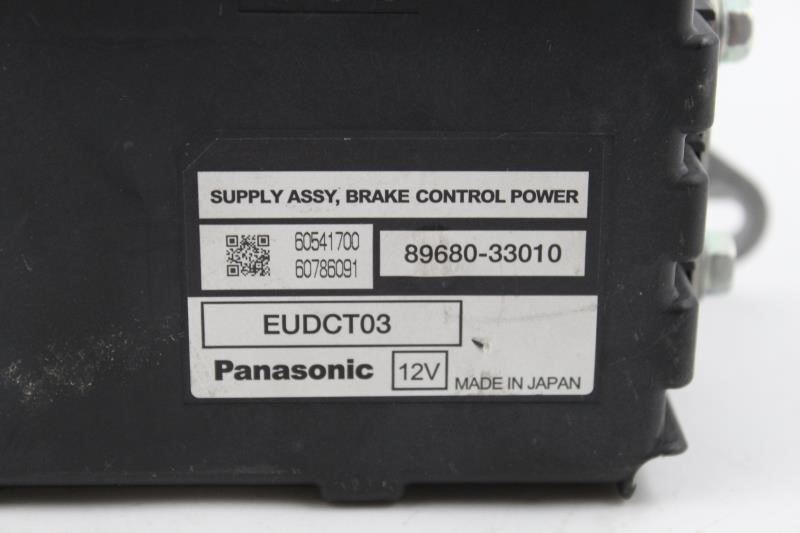 SUPPLY ASSY, BRAKE CONTROL POWER
60541700
60786091
89680-33010
EUDCT03
Panasonic 12V MADE IN JAPAN